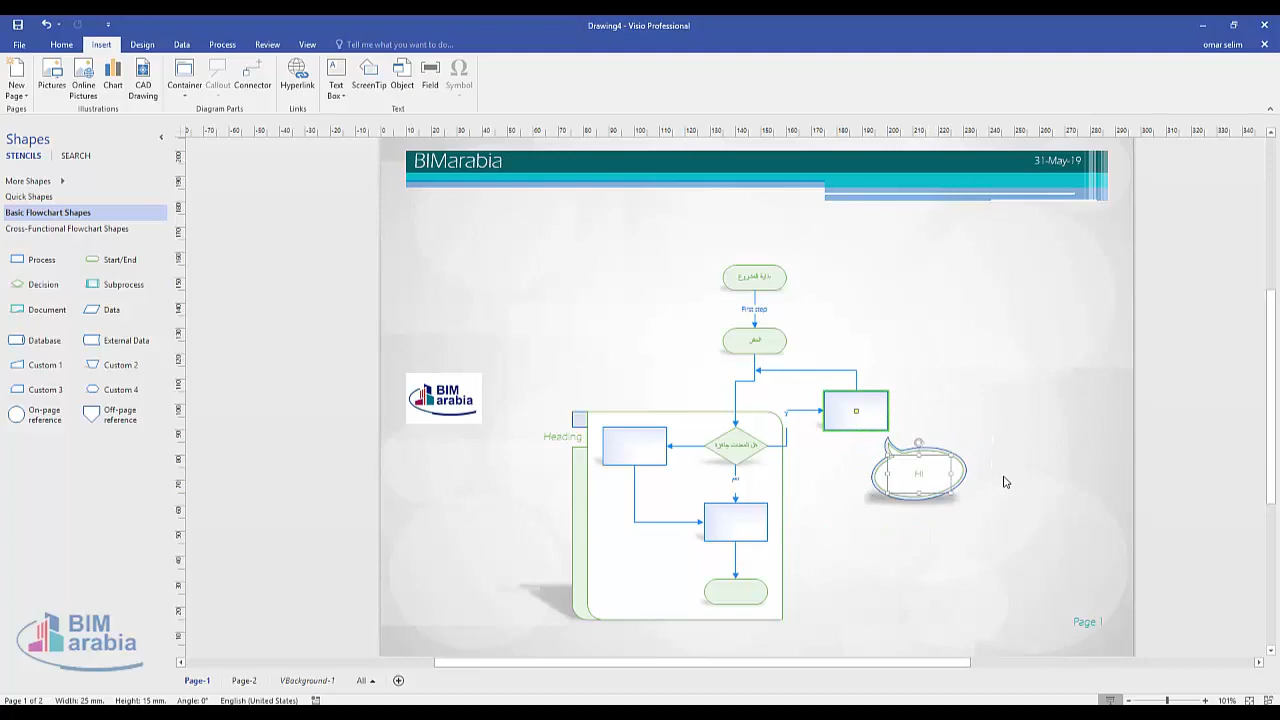 Drawing4 - Visio Professional
File Home Insert Design Data Process Review View Tell me what you want to do... omar selim
New Page
Pictures
Online Pictures
Chart
CAD Drawing
Container
Callout
Connector
Hyperlink
Text Box
ScreenTip
Object
Field
Symbol
Pages Illustrations Diagram Parts Links Text
Shapes
STENCILS SEARCH
More Shapes
Quick Shapes
Basic Flowchart Shapes
Cross-Functional Flowchart Shapes
Process Start/End
Decision Subprocess
Document Data
Database External Data
Custom 1 Custom 2
Custom 3 Custom 4
On-page reference
Off-page reference
BIMarabia
31-May-19
بداية المشروع
First step
BIM
arabia
Heading
هل المعدات جاهزة
نعم
HI
Page 1
BIM
arabia
Page-1 Page-2 VBackground-1 All
Page 1 of 2 Width: 25 mm. Height: 15 mm. Angle: 0° English (United States) 101%